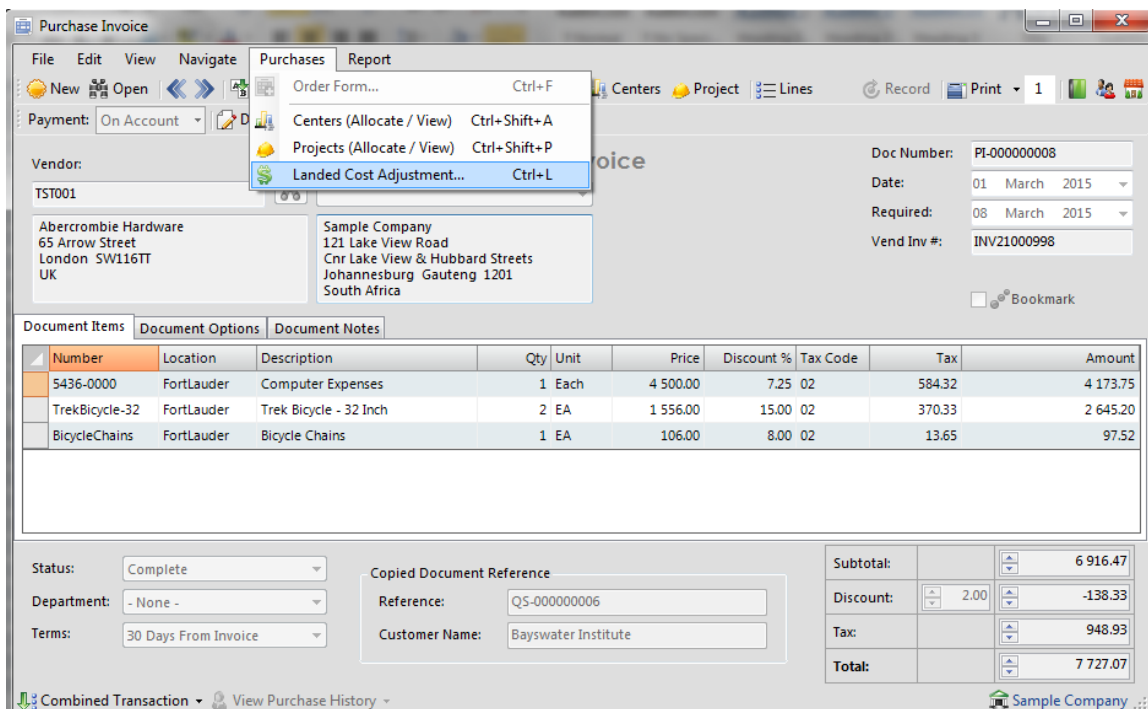 Purchase Invoice
File Edit View Navigate Purchases Report
New Open Centers Project Lines Record Print 1
Order Form... Ctrl+F
Payment: On Account D
Centers (Allocate / View) Ctrl+Shift+A
Projects (Allocate / View) Ctrl+Shift+P
Landed Cost Adjustment... Ctrl+L
oice
Vendor:
TST001
Abercrombie Hardware
65 Arrow Street
London SW116TT
UK
Sample Company
121 Lake View Road
Cnr Lake View & Hubbard Streets
Johannesburg Gauteng 1201
South Africa
Doc Number: PI-000000008
Date: 01 March 2015
Required: 08 March 2015
Vend Inv #: INV21000998
Bookmark
Document Items Document Options Document Notes
Number Location Description Qty Unit Price Discount % Tax Code Tax Amount
5436-0000 FortLauder Computer Expenses 1 Each 4 500.00 7.25 02 584.32 4 173.75
TrekBicycle-32 FortLauder Trek Bicycle - 32 Inch 2 EA 1 556.00 15.00 02 370.33 2 645.20
BicycleChains FortLauder Bicycle Chains 1 EA 106.00 8.00 02 13.65 97.52
Status: Complete
Department: - None -
Terms: 30 Days From Invoice
Copied Document Reference
Reference: QS-000000006
Customer Name: Bayswater Institute
Subtotal: 6 916.47
Discount: 2.00 -138.33
Tax: 948.93
Total: 7 727.07
Combined Transaction View Purchase History Sample Company